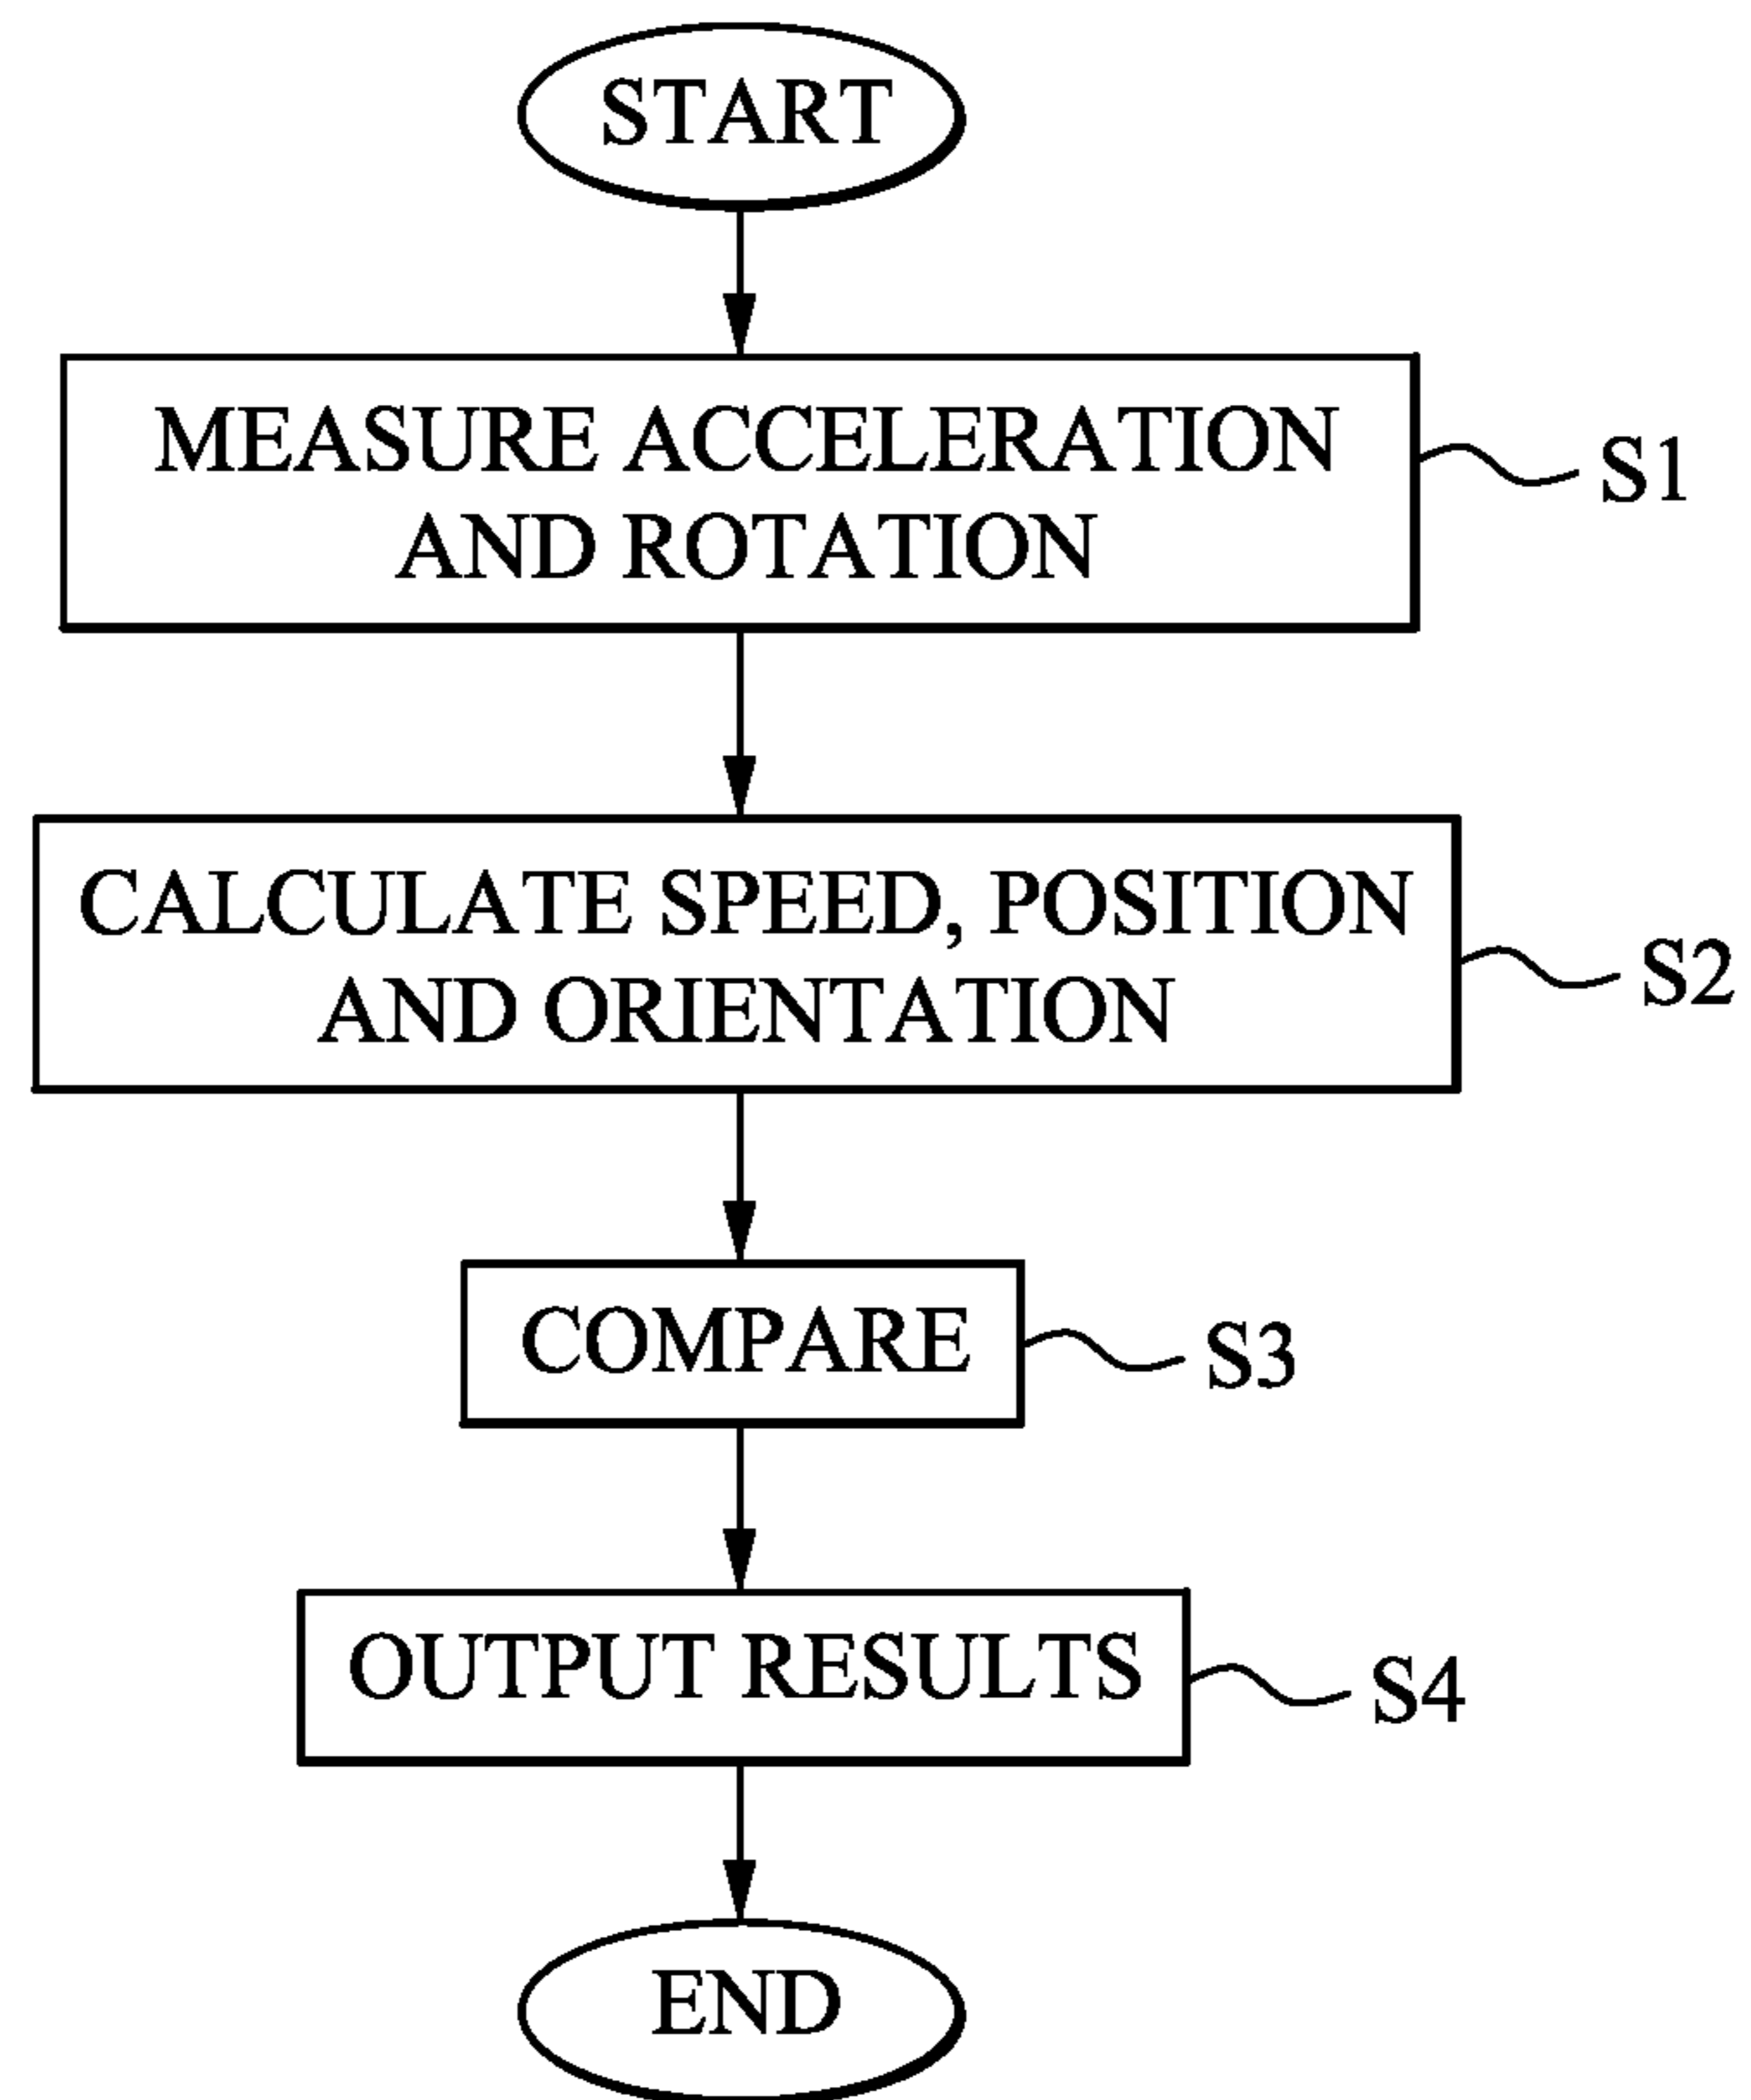 START
MEASURE ACCELERATION
AND ROTATION
S1
CALCULATE SPEED, POSITION
AND ORIENTATION
S2
COMPARE
S3
OUTPUT RESULTS
S4
END